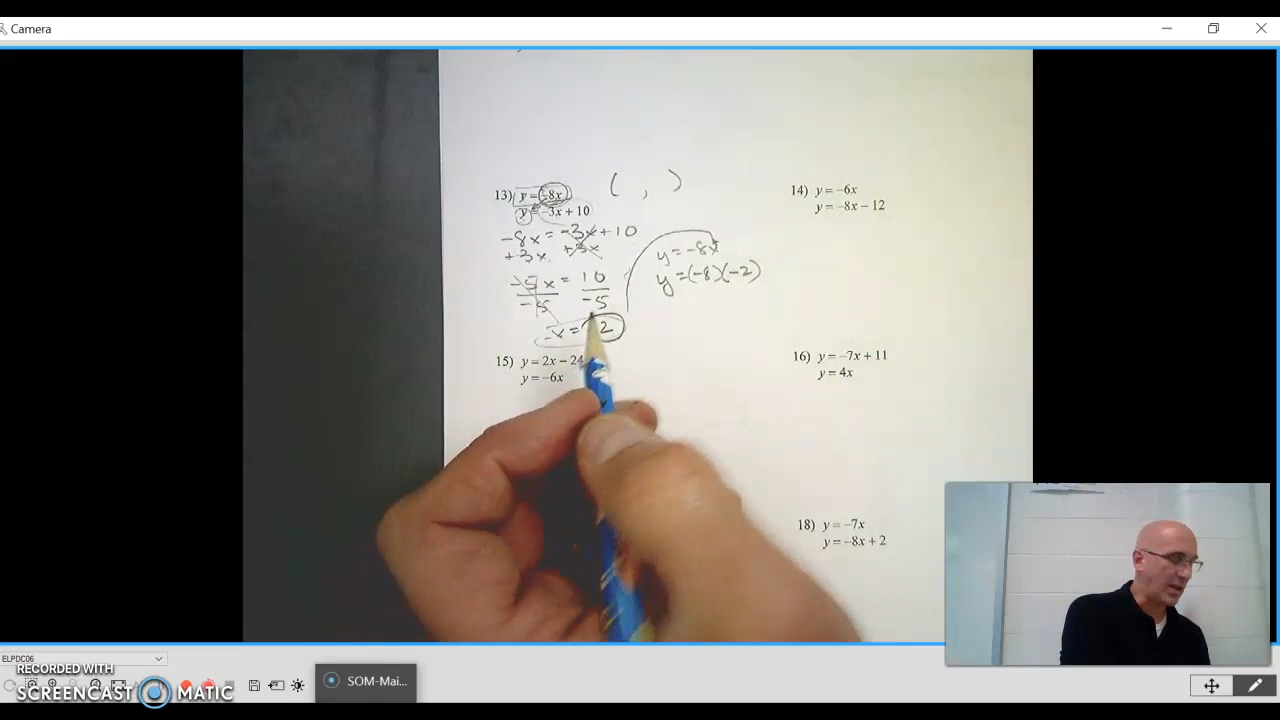 Camera
13) y = -8x
( , )
y = -3x + 10
-8x = -3x + 10
+3x +3x
-5x = 10
-5 -5
x = 2
y = -8x
y = (-8)(-2)
14) y = -6x
y = -8x - 12
15) y = 2x - 24
y = -6x
16) y = -7x + 11
y = 4x
18) y = -7x
y = -8x + 2
ELPDC06
RECORDED WITH
SCREENCAST MATIC
SOM-Mai...